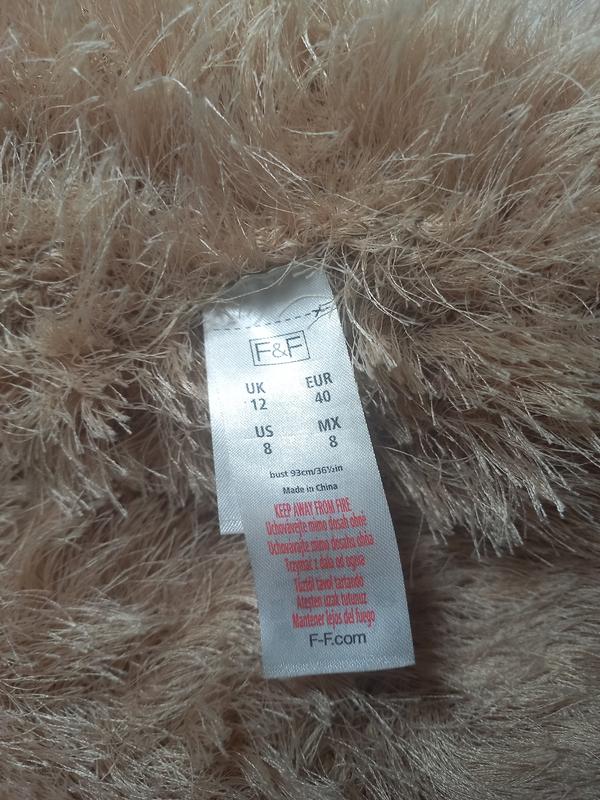 F&F
UK EUR
12 40
US MX
8 8
bust 93cm/36½in
Made in China
KEEP AWAY FROM FIRE
Uchovávejte mimo dosah ohně
Uchovávajte mimo dosahu ohňa
Trzymać z dala od ognia
Tűztől távol tartandó
Ateşten uzak tutunuz
Mantener lejos del fuego
F-F.com